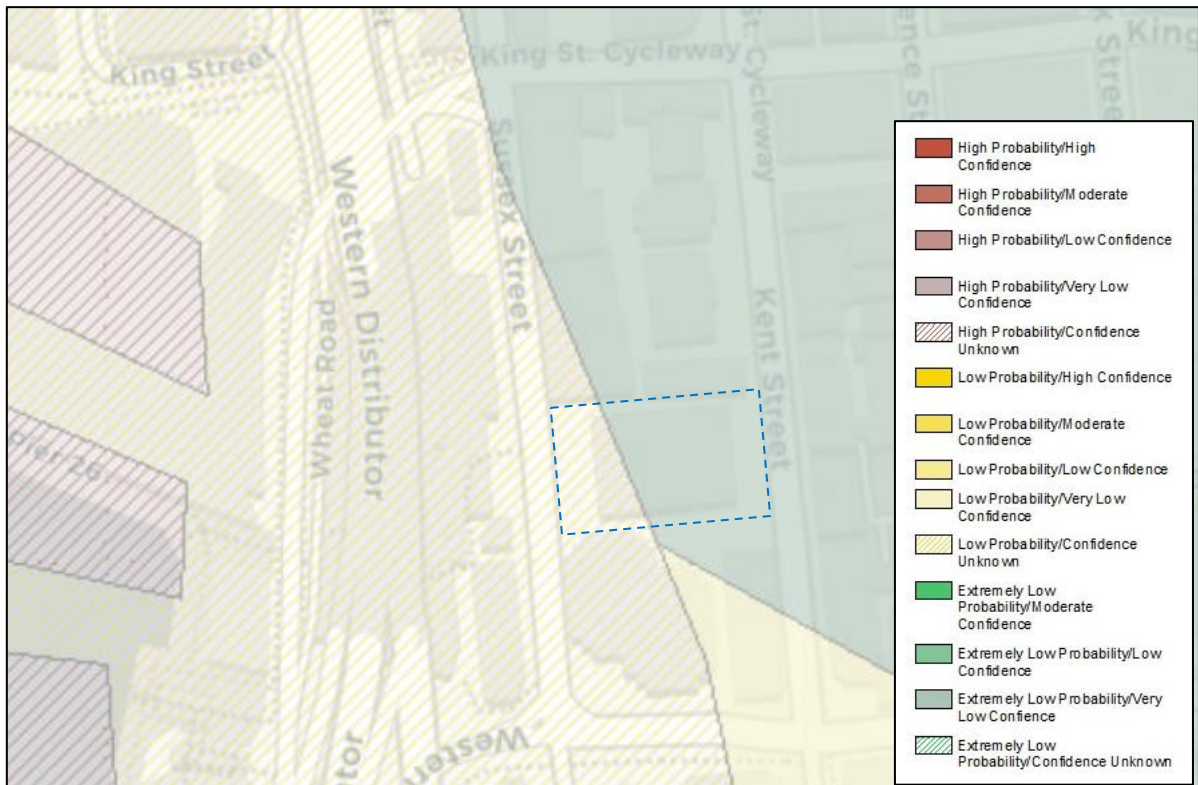 King Street
King St. Cycleway
St. Cycleway
ence St
k Stree
King
Sussex Street
Western Distributor
Wheat Road
Kent Street
Pier 26
Western
utor
High Probability/High
Confidence
High Probability/Moderate
Confidence
High Probability/Low Confidence
High Probability/Very Low
Confidence
High Probability/Confidence
Unknown
Low Probability/High Confidence
Low Probability/Moderate
Confidence
Low Probability/Low Confidence
Low Probability/Very Low
Confidence
Low Probability/Confidence
Unknown
Extremely Low
Probability/Moderate
Confidence
Extremely Low Probability/Low
Confidence
Extremely Low Probability/Very
Low Confience
Extremely Low
Probability/Confidence Unknown